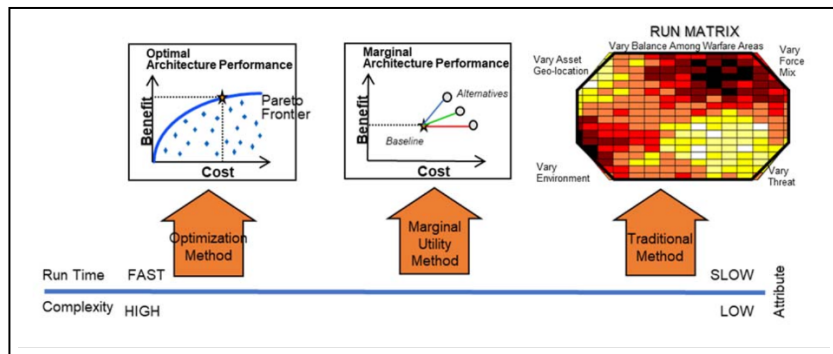 Optimal
Architecture Performance
Benefit
Pareto
Frontier
Cost
Optimization
Method
Marginal
Architecture Performance
Benefit
Alternatives
Baseline
Cost
Marginal
Utility
Method
RUN MATRIX
Vary Balance Among Warfare Areas
Vary Asset
Geo-location
Vary
Force
Mix
Vary
Environment
Vary
Threat
Traditional
Method
Run Time FAST SLOW
Complexity HIGH LOW
Attribute